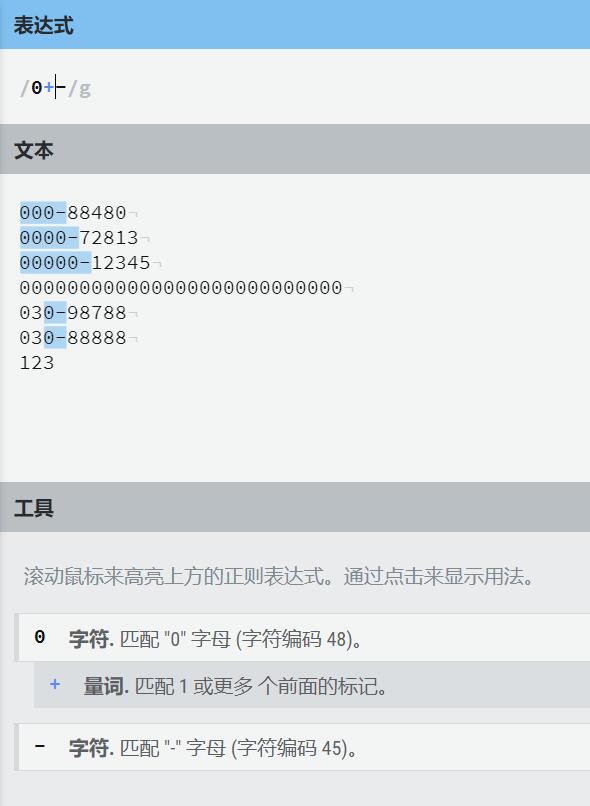 表达式
/0+-/g
文本
000-88480¬
0000-72813¬
00000-12345¬
000000000000000000000000000¬
030-98788¬
030-88888¬
123
工具
滚动鼠标来高亮上方的正则表达式。通过点击来显示用法。
0 字符. 匹配 "0" 字母 (字符编码 48)。
+ 量词. 匹配 1 或更多 个前面的标记。
- 字符. 匹配 "-" 字母 (字符编码 45)。